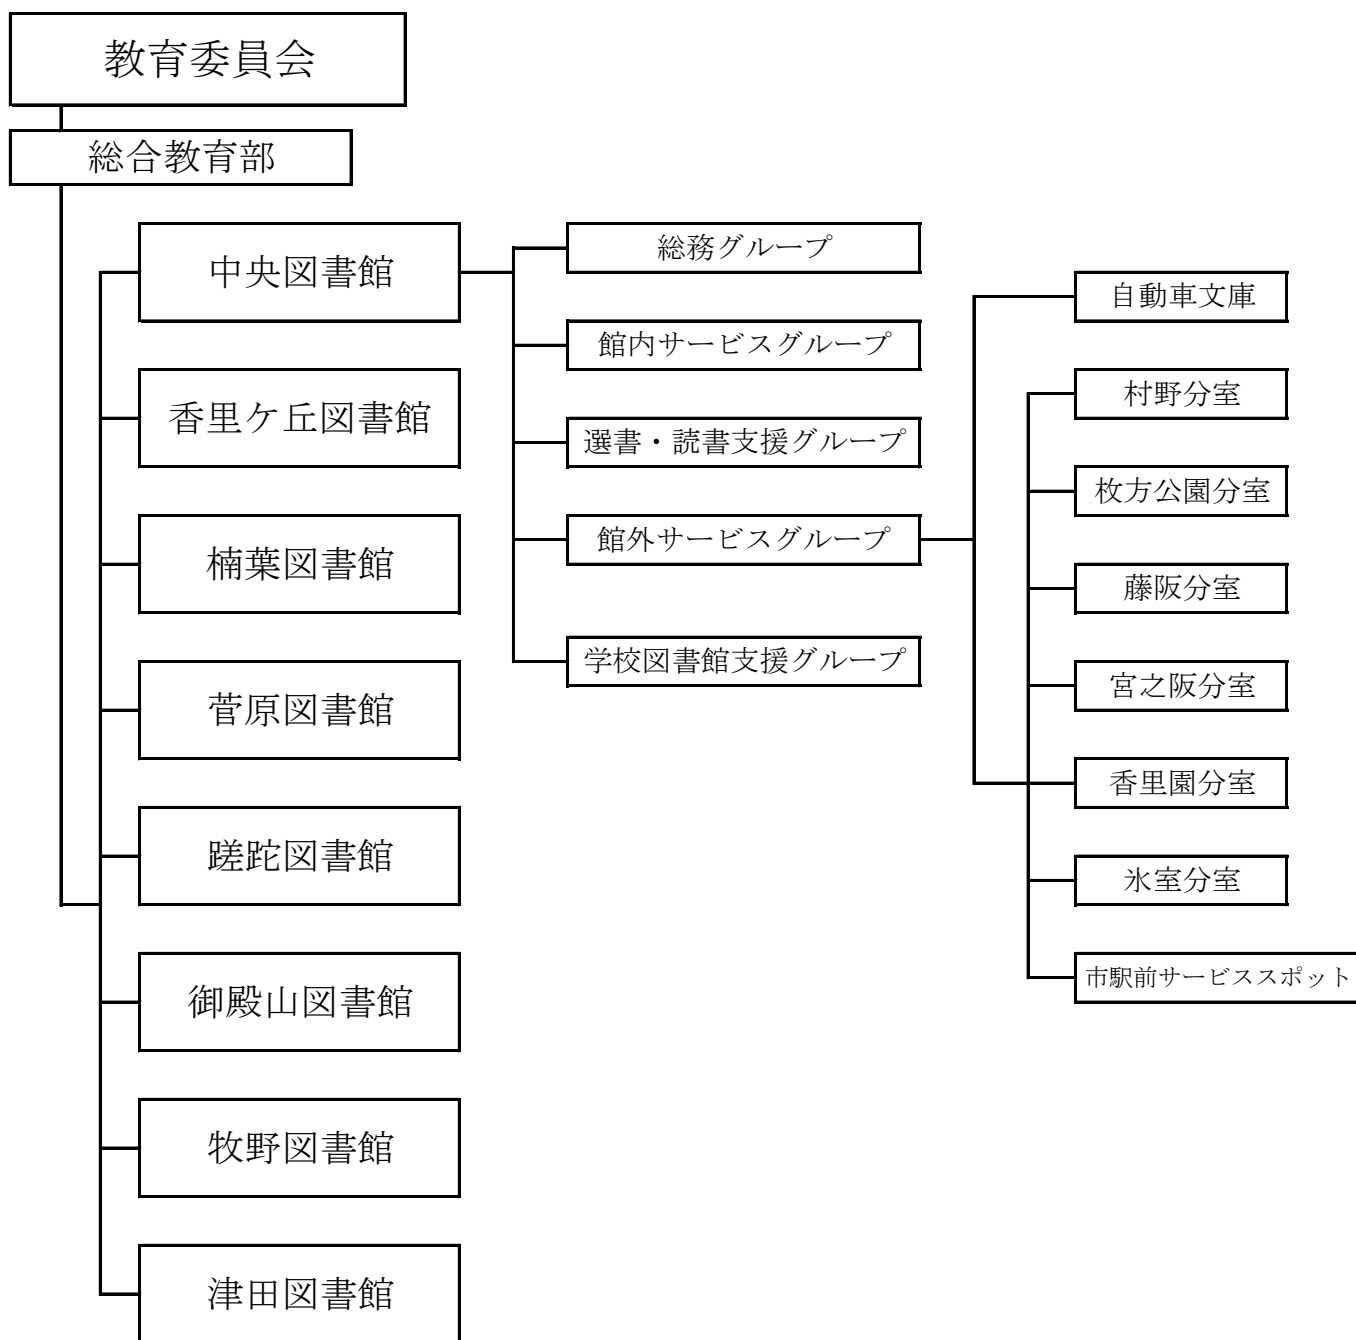 教育委員会
総合教育部
中央図書館
香里ケ丘図書館
楠葉図書館
菅原図書館
蹉跎図書館
御殿山図書館
牧野図書館
津田図書館
総務グループ
館内サービスグループ
選書・読書支援グループ
館外サービスグループ
学校図書館支援グループ
自動車文庫
村野分室
枚方公園分室
藤阪分室
宮之阪分室
香里園分室
氷室分室
市駅前サービススポット